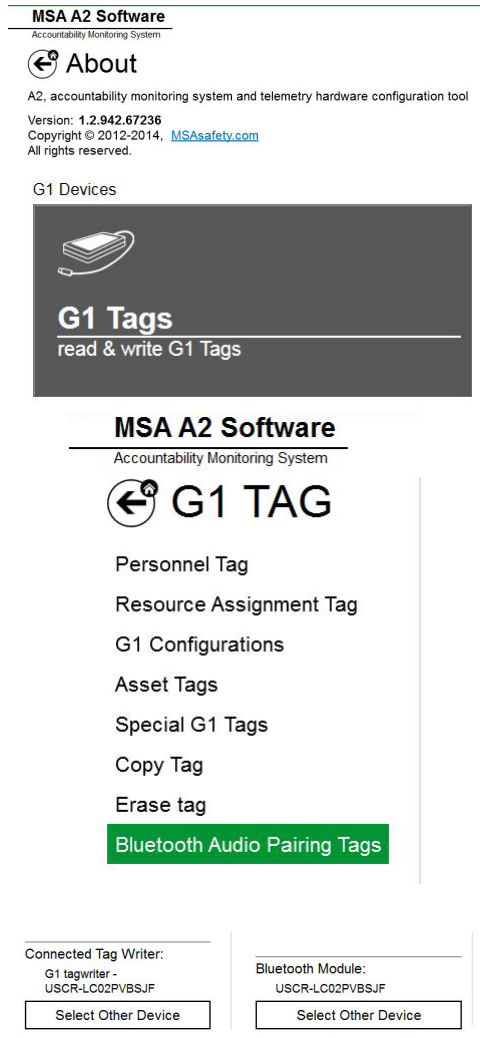 MSA A2 Software
Accountability Monitoring System
About
A2, accountability monitoring system and telemetry hardware configuration tool
Version: 1.2.942.67236
Copyright © 2012-2014, MSAsafety.com
All rights reserved.
G1 Devices
G1 Tags
read & write G1 Tags
MSA A2 Software
Accountability Monitoring System
G1 TAG
Personnel Tag
Resource Assignment Tag
G1 Configurations
Asset Tags
Special G1 Tags
Copy Tag
Erase tag
Bluetooth Audio Pairing Tags
Connected Tag Writer:
G1 tagwriter -
USCR-LC02PVBSJF
Select Other Device
Bluetooth Module:
USCR-LC02PVBSJF
Select Other Device